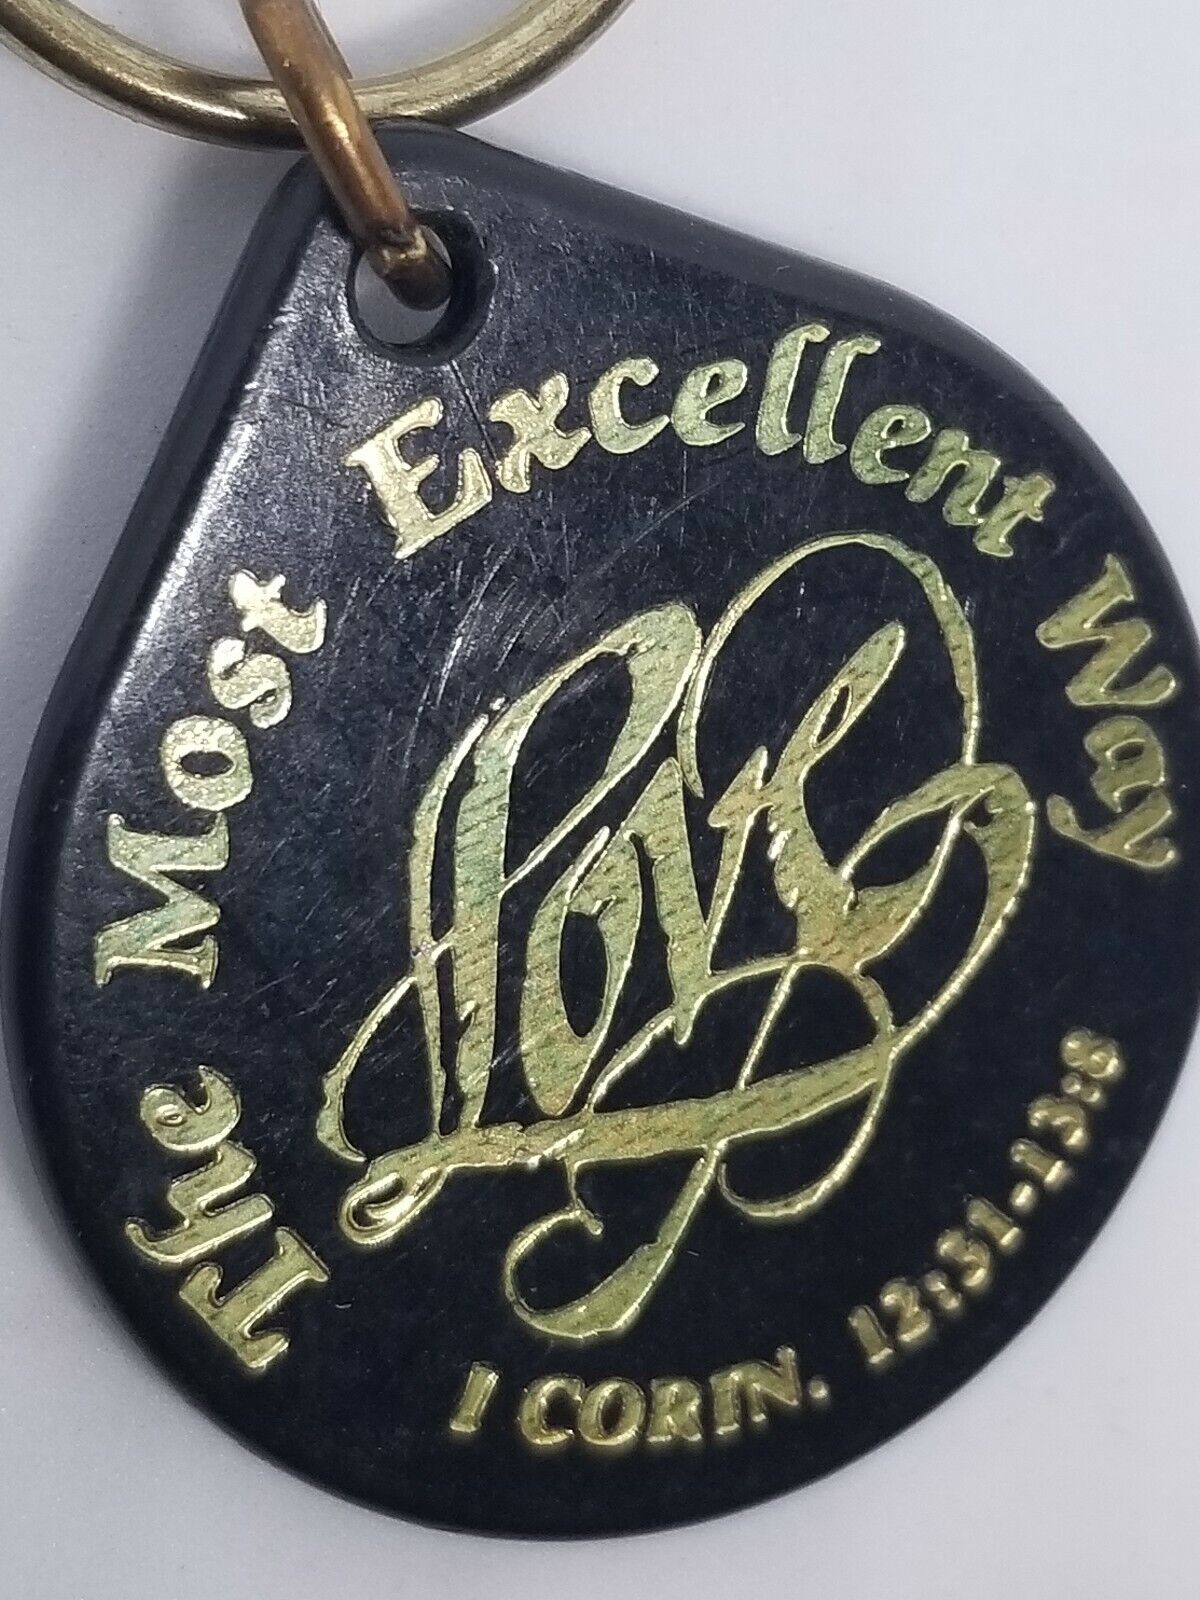 The Most Excellent Way
Love
I CORIN. 12:31-13:8